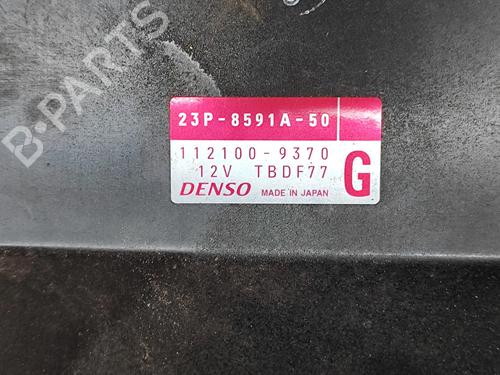 B-PARTS
23P-8591A-50
112100-9370
12V TBDF77
G
DENSO MADE IN JAPAN